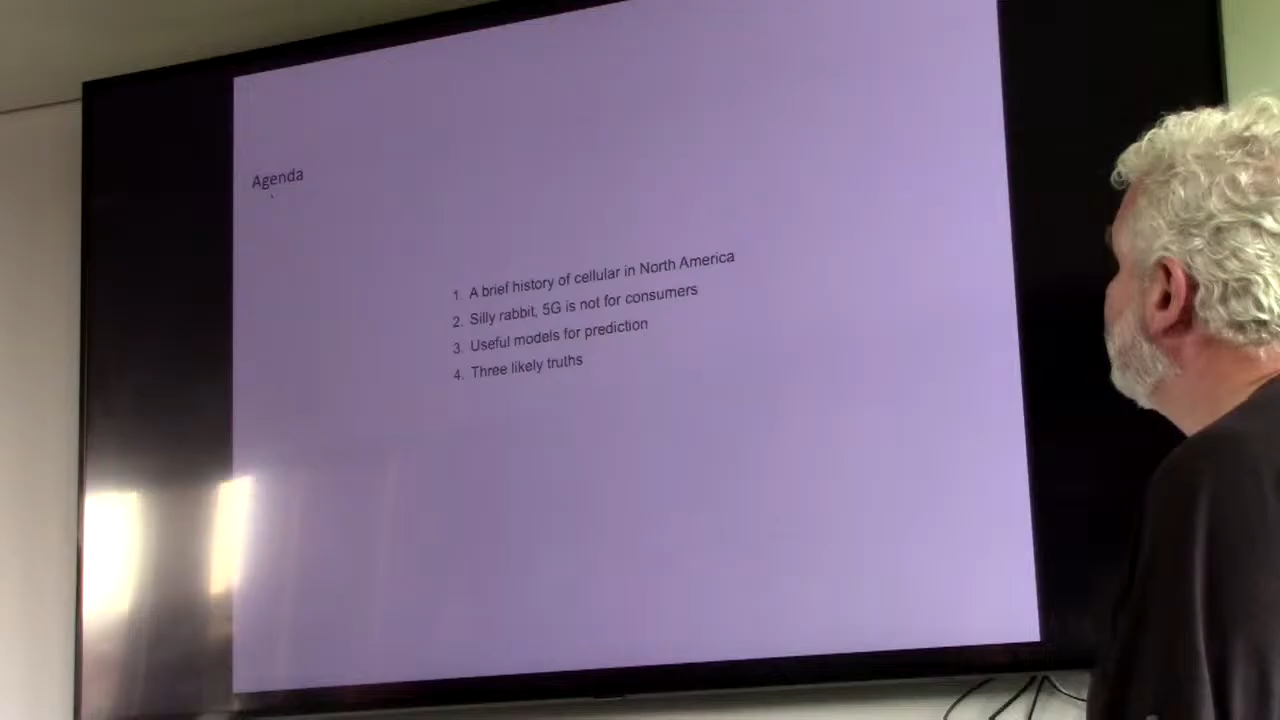 Agenda
1. A brief history of cellular in North America
2. Silly rabbit, 5G is not for consumers
3. Useful models for prediction
4. Three likely truths